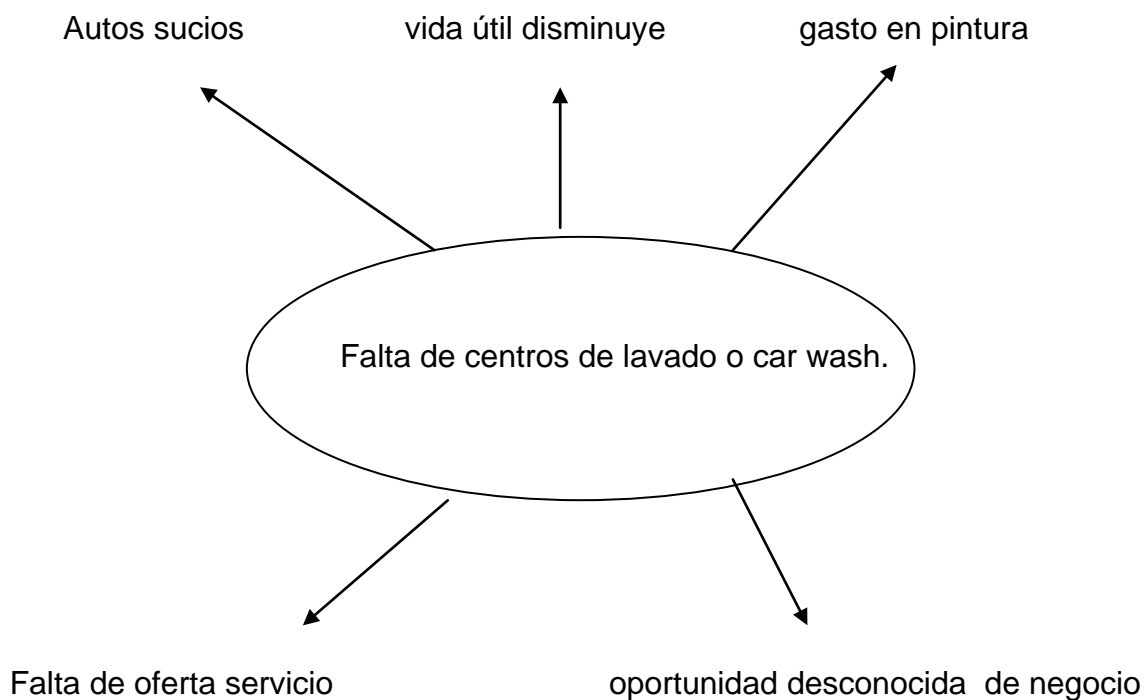 Autos sucios vida útil disminuye gasto en pintura
Falta de centros de lavado o car wash.
Falta de oferta servicio oportunidad desconocida de negocio